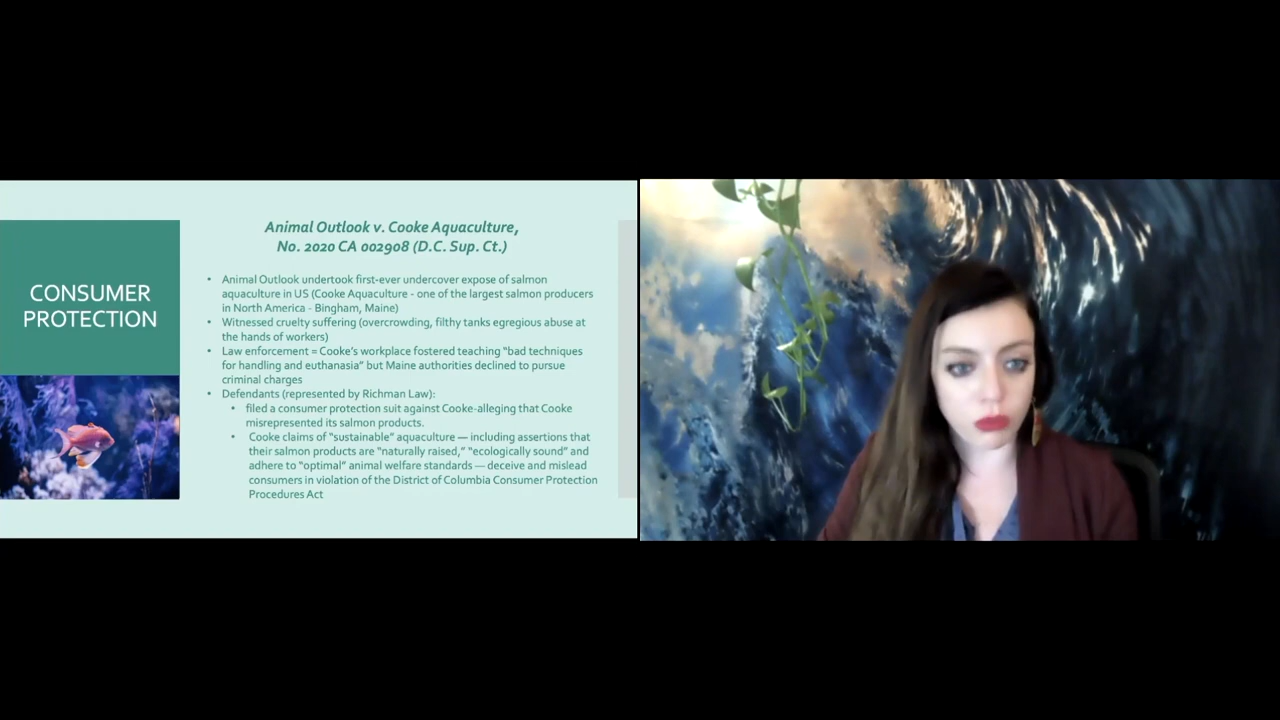 CONSUMER
PROTECTION
Animal Outlook v. Cooke Aquaculture,
No. 2020 CA 002908 (D.C. Sup. Ct.)
• Animal Outlook undertook first-ever undercover expose of salmon
aquaculture in US (Cooke Aquaculture - one of the largest salmon producers
in North America - Bingham, Maine)
• Witnessed cruelty suffering (overcrowding, filthy tanks egregious abuse at
the hands of workers)
• Law enforcement = Cooke's workplace fostered teaching “bad techniques
for handling and euthanasia” but Maine authorities declined to pursue
criminal charges
• Defendants (represented by Richman Law):
• filed a consumer protection suit against Cooke-alleging that Cooke
misrepresented its salmon products.
• Cooke claims of “sustainable” aquaculture — including assertions that
their salmon products are “naturally raised,” “ecologically sound” and
adhere to “optimal” animal welfare standards — deceive and mislead
consumers in violation of the District of Columbia Consumer Protection
Procedures Act